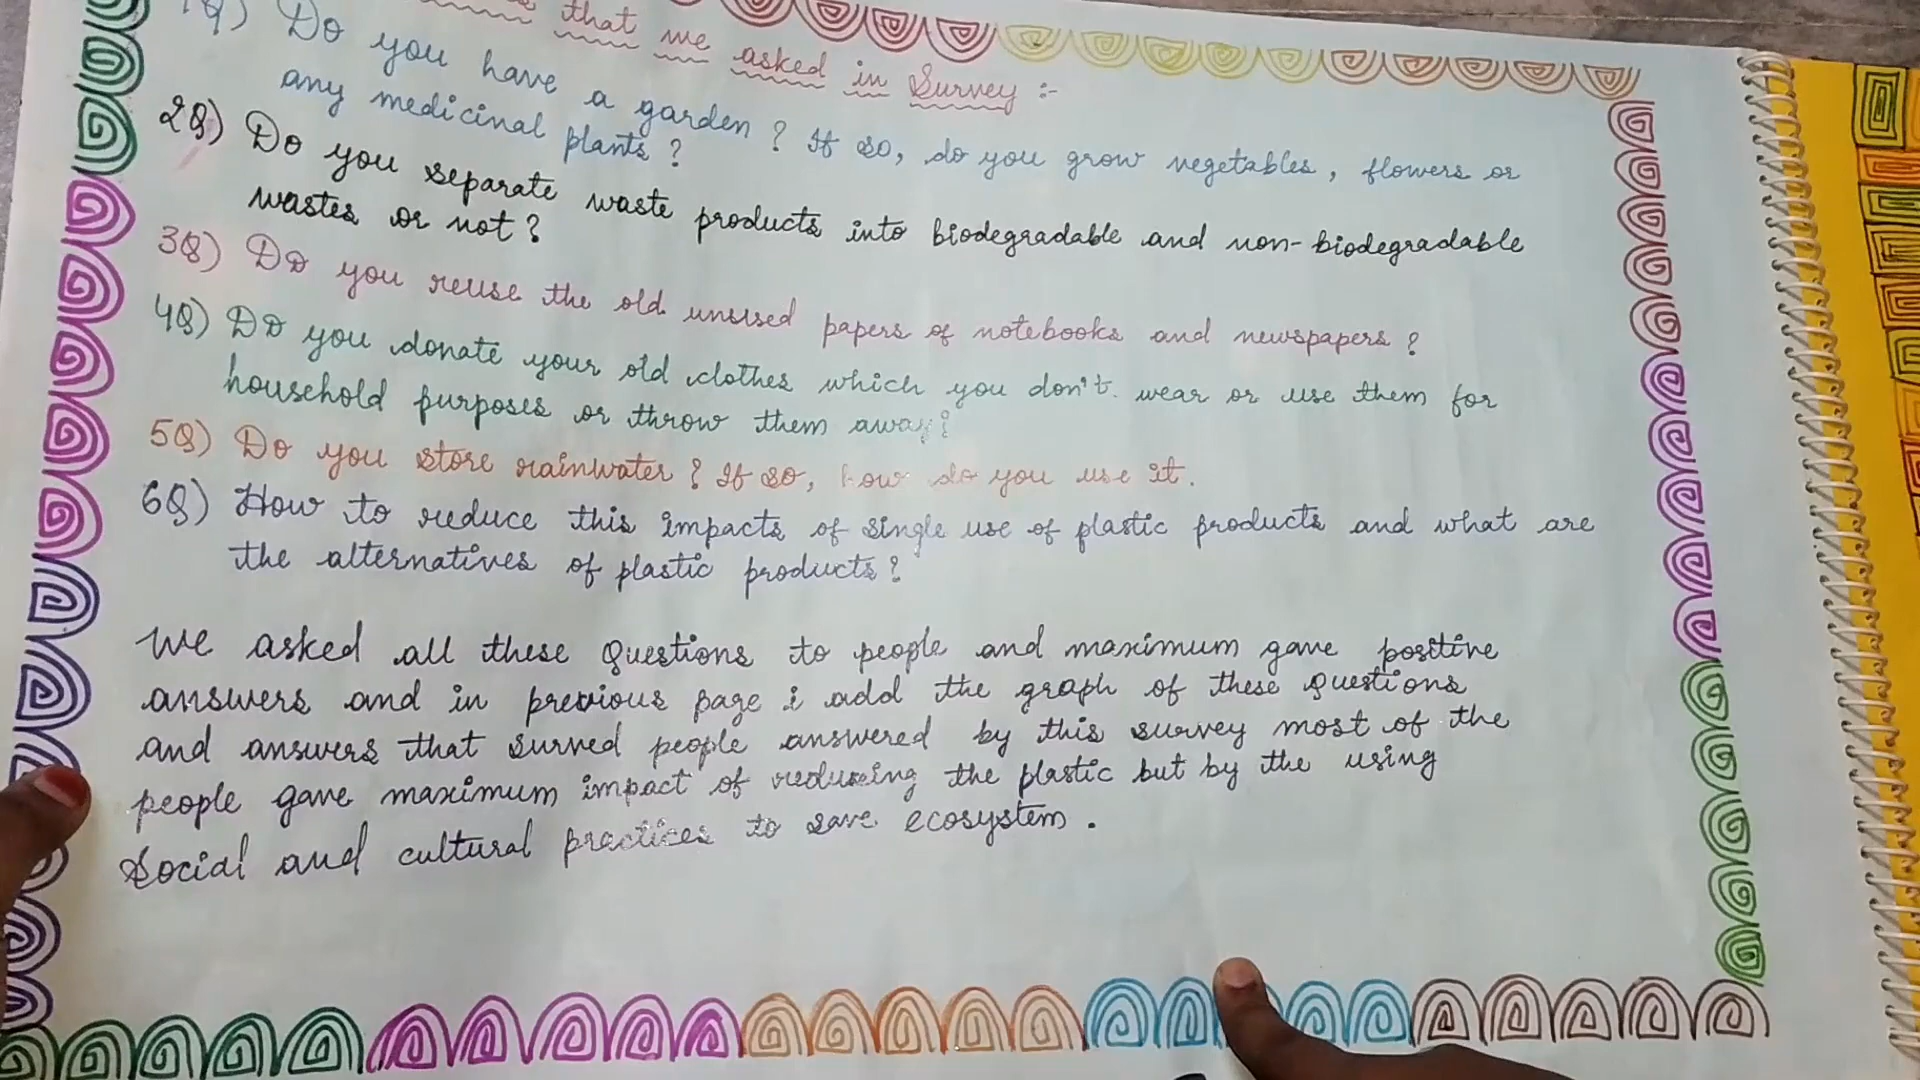 that we asked in Survey :-
1Q) Do you have a garden ? If so, do you grow vegetables, flowers or
any medicinal plants ?
2Q) Do you separate waste products into biodegradable and non-biodegradable
wastes or not ?
3Q) Do you reuse the old unused papers of notebooks and newspapers ?
4Q) Do you donate your old clothes which you don't wear or use them for
household purposes or throw them away?
5Q) Do you store rainwater ? If so, how do you use it.
6Q) How to reduce this impacts of single use of plastic products and what are
the alternatives of plastic products ?
We asked all these questions to people and maximum gave positive
answers and in previous page i add the graph of these questions
and answers that surved people answered by this survey most of the
people gave maximum impact of reducing the plastic but by the using
social and cultural practices to save ecosystem .